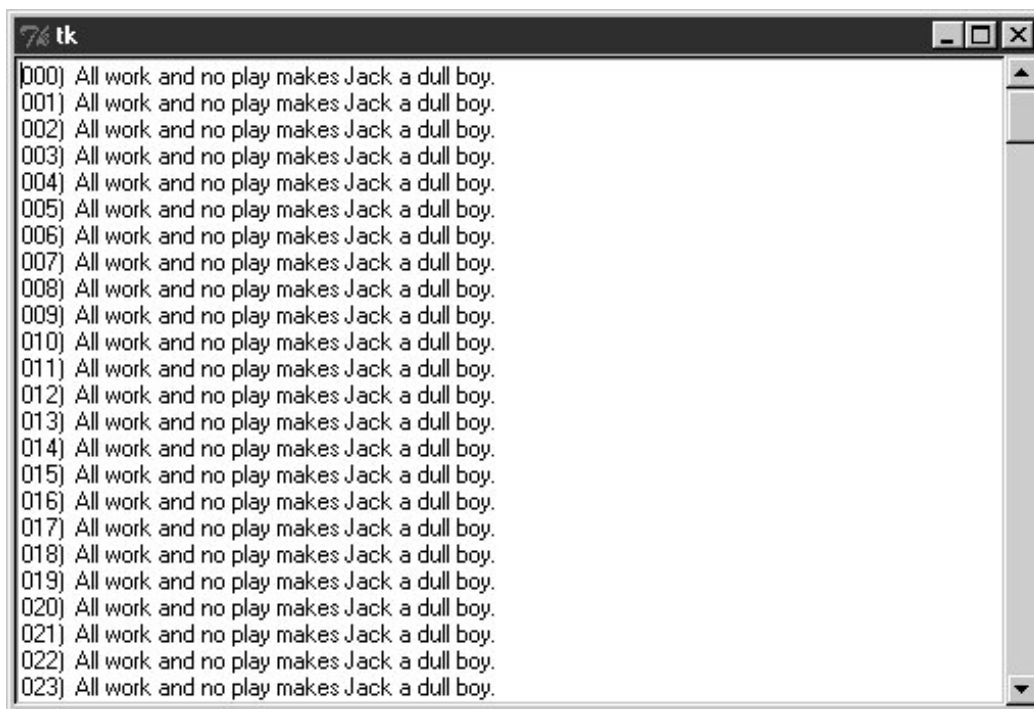 tk
000) All work and no play makes Jack a dull boy.
001) All work and no play makes Jack a dull boy.
002) All work and no play makes Jack a dull boy.
003) All work and no play makes Jack a dull boy.
004) All work and no play makes Jack a dull boy.
005) All work and no play makes Jack a dull boy.
006) All work and no play makes Jack a dull boy.
007) All work and no play makes Jack a dull boy.
008) All work and no play makes Jack a dull boy.
009) All work and no play makes Jack a dull boy.
010) All work and no play makes Jack a dull boy.
011) All work and no play makes Jack a dull boy.
012) All work and no play makes Jack a dull boy.
013) All work and no play makes Jack a dull boy.
014) All work and no play makes Jack a dull boy.
015) All work and no play makes Jack a dull boy.
016) All work and no play makes Jack a dull boy.
017) All work and no play makes Jack a dull boy.
018) All work and no play makes Jack a dull boy.
019) All work and no play makes Jack a dull boy.
020) All work and no play makes Jack a dull boy.
021) All work and no play makes Jack a dull boy.
022) All work and no play makes Jack a dull boy.
023) All work and no play makes Jack a dull boy.